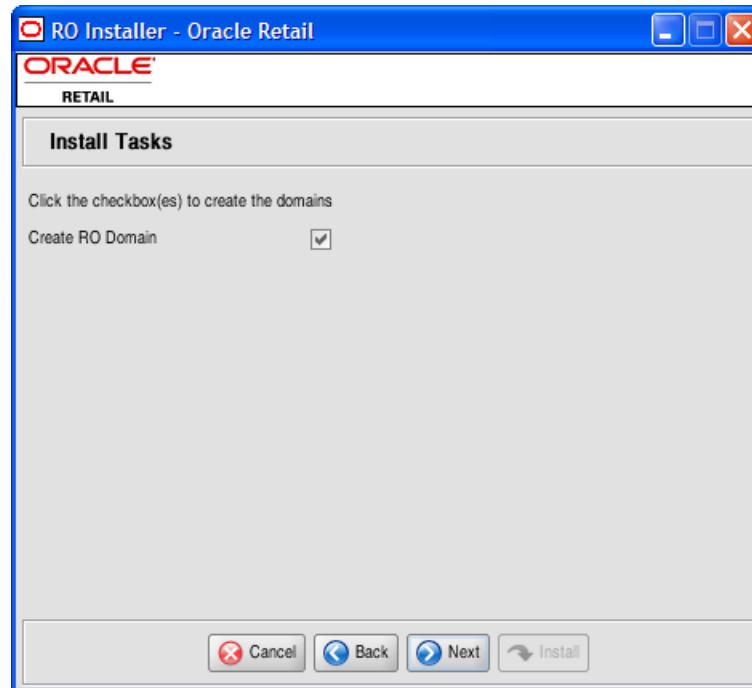 RO Installer - Oracle Retail
ORACLE
RETAIL
Install Tasks
Click the checkbox(es) to create the domains
Create RO Domain
Cancel Back Next Install